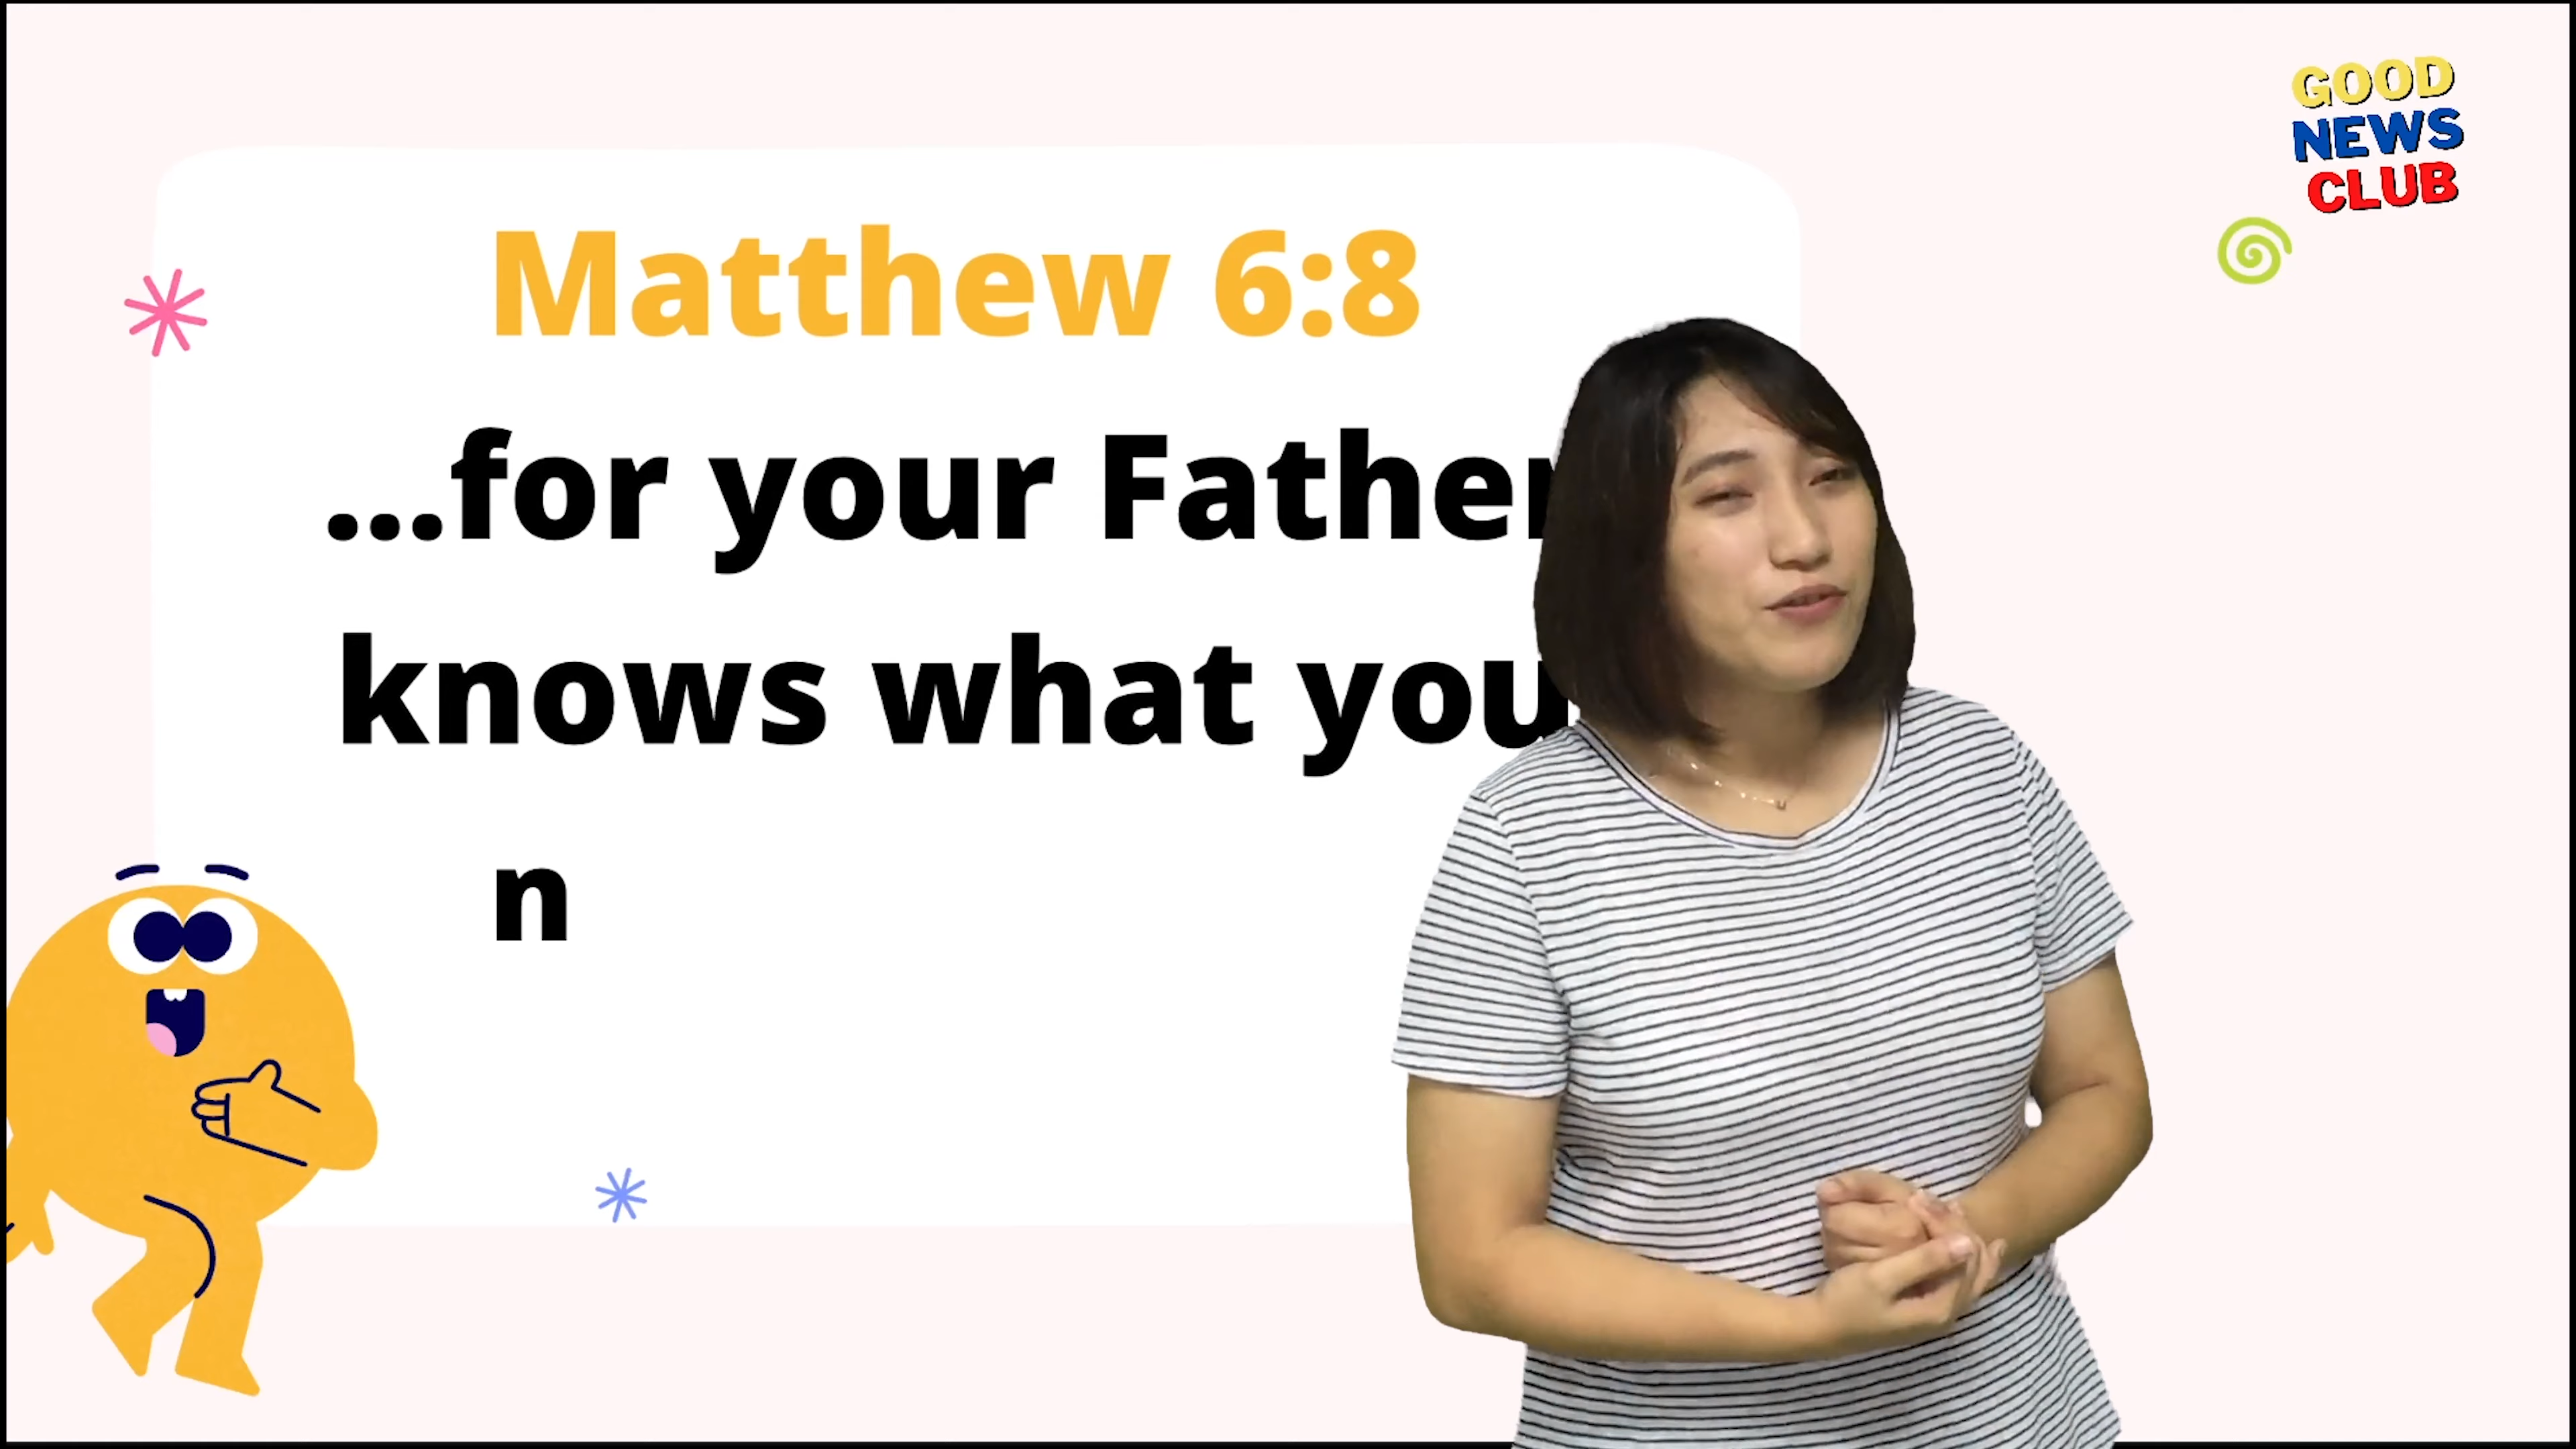 GOOD
NEWS
CLUB
Matthew 6:8
...for your Father
knows what you
n